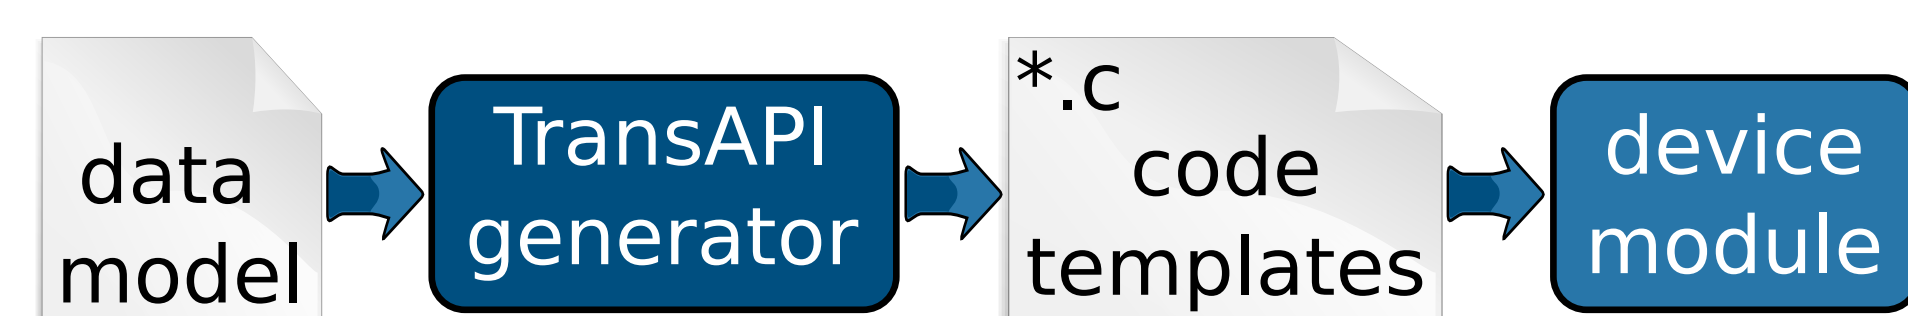 data
model
TransAPI
generator
*.c
code
templates
device
module